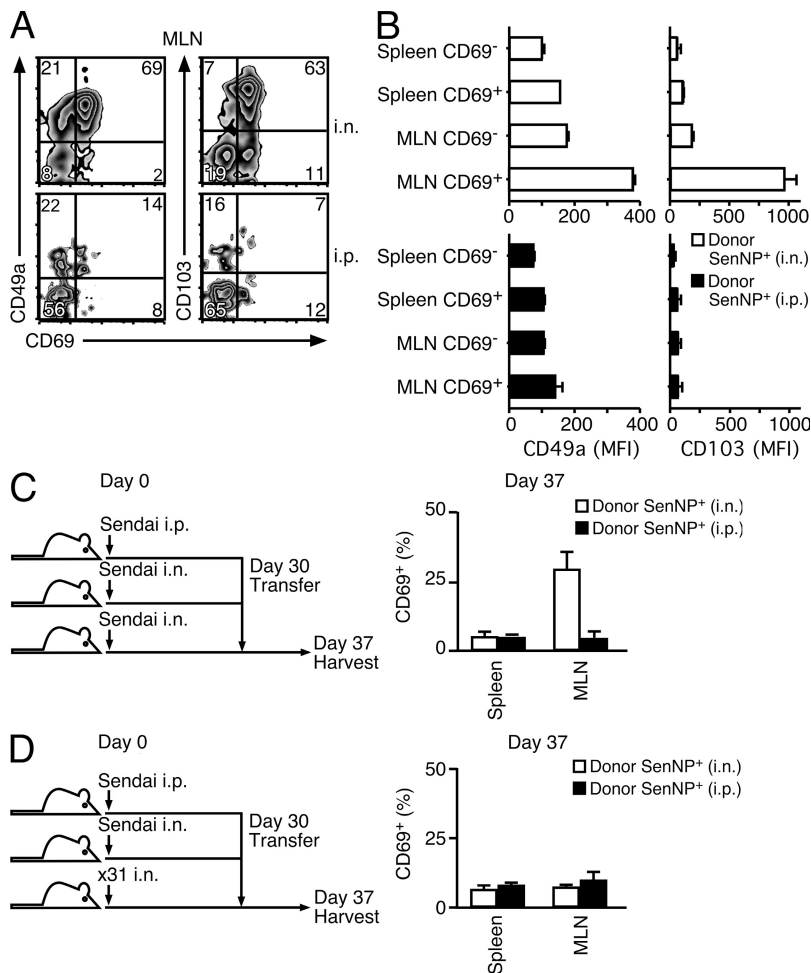 A
MLN
21 69
8 2
7 63
19 11
i.n.
22 14
56 8
16 7
65 12
i.p.
CD49a
CD103
CD69
B
Spleen CD69-
Spleen CD69+
MLN CD69-
MLN CD69+
0 200 400
0 500 1000
Donor
SenNP+ (i.n.)
Donor
SenNP+ (i.p.)
Spleen CD69-
Spleen CD69+
MLN CD69-
MLN CD69+
0 200 400
0 500 1000
CD49a (MFI)
CD103 (MFI)
C
Day 0
Sendai i.p.
Sendai i.n.
Sendai i.n.
Day 30
Transfer
Day 37
Harvest
Day 37
Donor SenNP+ (i.n.)
Donor SenNP+ (i.p.)
CD69+ (%)
50
25
0
Spleen
MLN
D
Day 0
Sendai i.p.
Sendai i.n.
x31 i.n.
Day 30
Transfer
Day 37
Harvest
Day 37
Donor SenNP+ (i.n.)
Donor SenNP+ (i.p.)
CD69+ (%)
50
25
0
Spleen
MLN